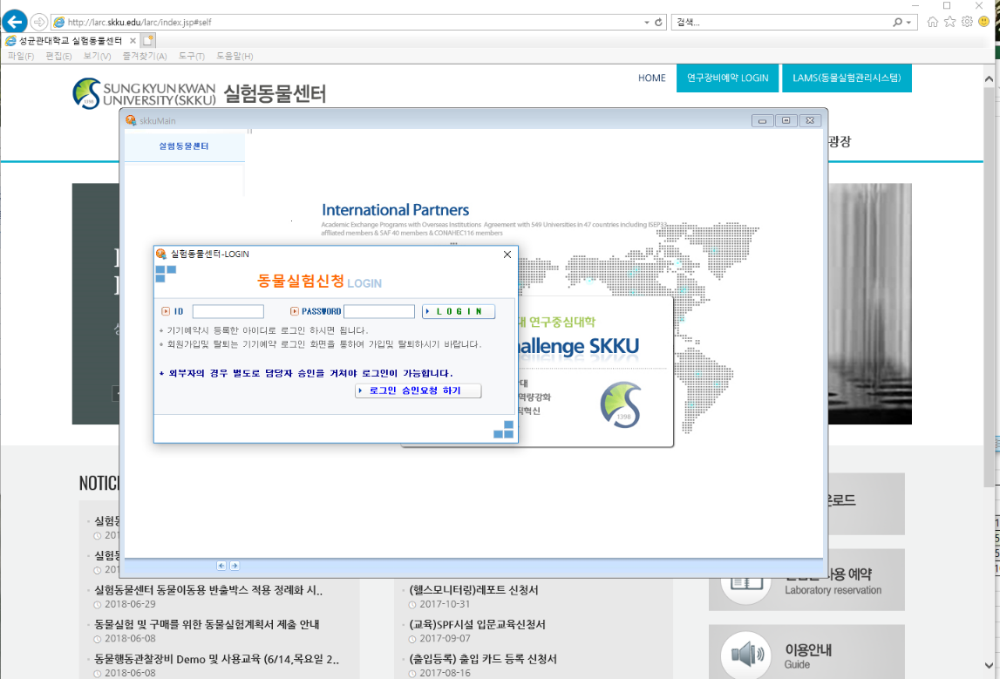 http://larc.skku.edu/larc/index.jsp#self
검색...
성균관대학교 실험동물센터
파일(F) 편집(E) 보기(V) 즐겨찾기(A) 도구(T) 도움말(H)
HOME
연구장비예약 LOGIN
LAMS(동물실험관리시스템)
SUNG KYUN KWAN
UNIVERSITY(SKKU)
1398
실험동물센터
skkuMain
실험동물센터
광장
International Partners
Academic Exchange Programs with Overseas Institutions Agreement with 549 Universities in 47 countries including ISEP33
affliated members & SAF 40 members & CONAHEC116 members
실험동물센터-LOGIN
동물실험신청 LOGIN
ID
PASSWORD
LOGIN
* 기기예약시 등록한 아이디로 로그인 하시면 됩니다.
* 회원가입및 탈퇴는 기기예약 로그인 화면을 통하여 가입및 탈퇴하시기 바랍니다.
* 외부자의 경우 별도로 담당자 승인을 거쳐야 로그인이 가능합니다.
로그인 승인요청 하기
대 연구중심대학
allenge SKKU
대
역량강화
직혁신
1398
NOTIC
실험동
201
실험동
201
실험동물센터 동물이동용 반출박스 적용 정례화 시..
2018-06-29
동물실험 및 구매를 위한 동물실험계획서 제출 안내
2018-06-08
동물행동관찰장비 Demo 및 사용교육 (6/14,목요일 2..
2018-06-08
(헬스모니터링)레포트 신청서
2017-10-31
(교육)SPF시설 입문교육신청서
2017-09-07
(출입등록) 출입 카드 등록 신청서
2017-08-16
운로드
사용 예약
Laboratory reservation
이용안내
Guide